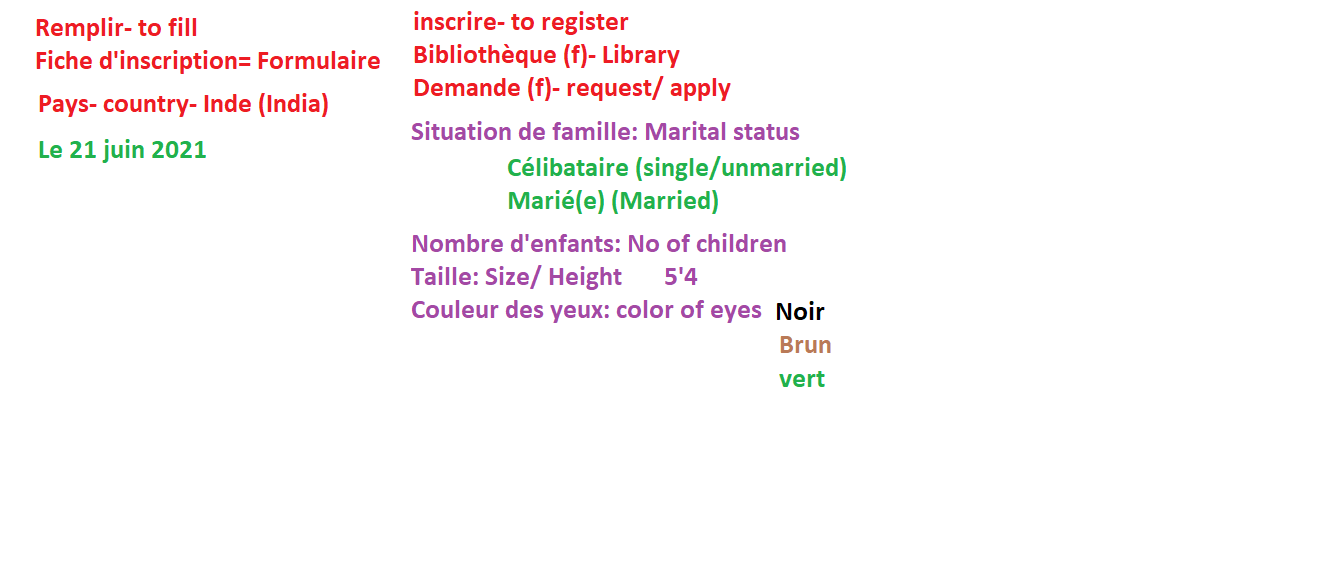 Remplir- to fill
Fiche d'inscription= Formulaire
Pays- country- Inde (India)
Le 21 juin 2021
inscrire- to register
Bibliothèque (f)- Library
Demande (f)- request/ apply
Situation de famille: Marital status
Célibataire (single/unmarried)
Marié(e) (Married)
Nombre d'enfants: No of children
Taille: Size/ Height 5'4
Couleur des yeux: color of eyes Noir
Brun
vert